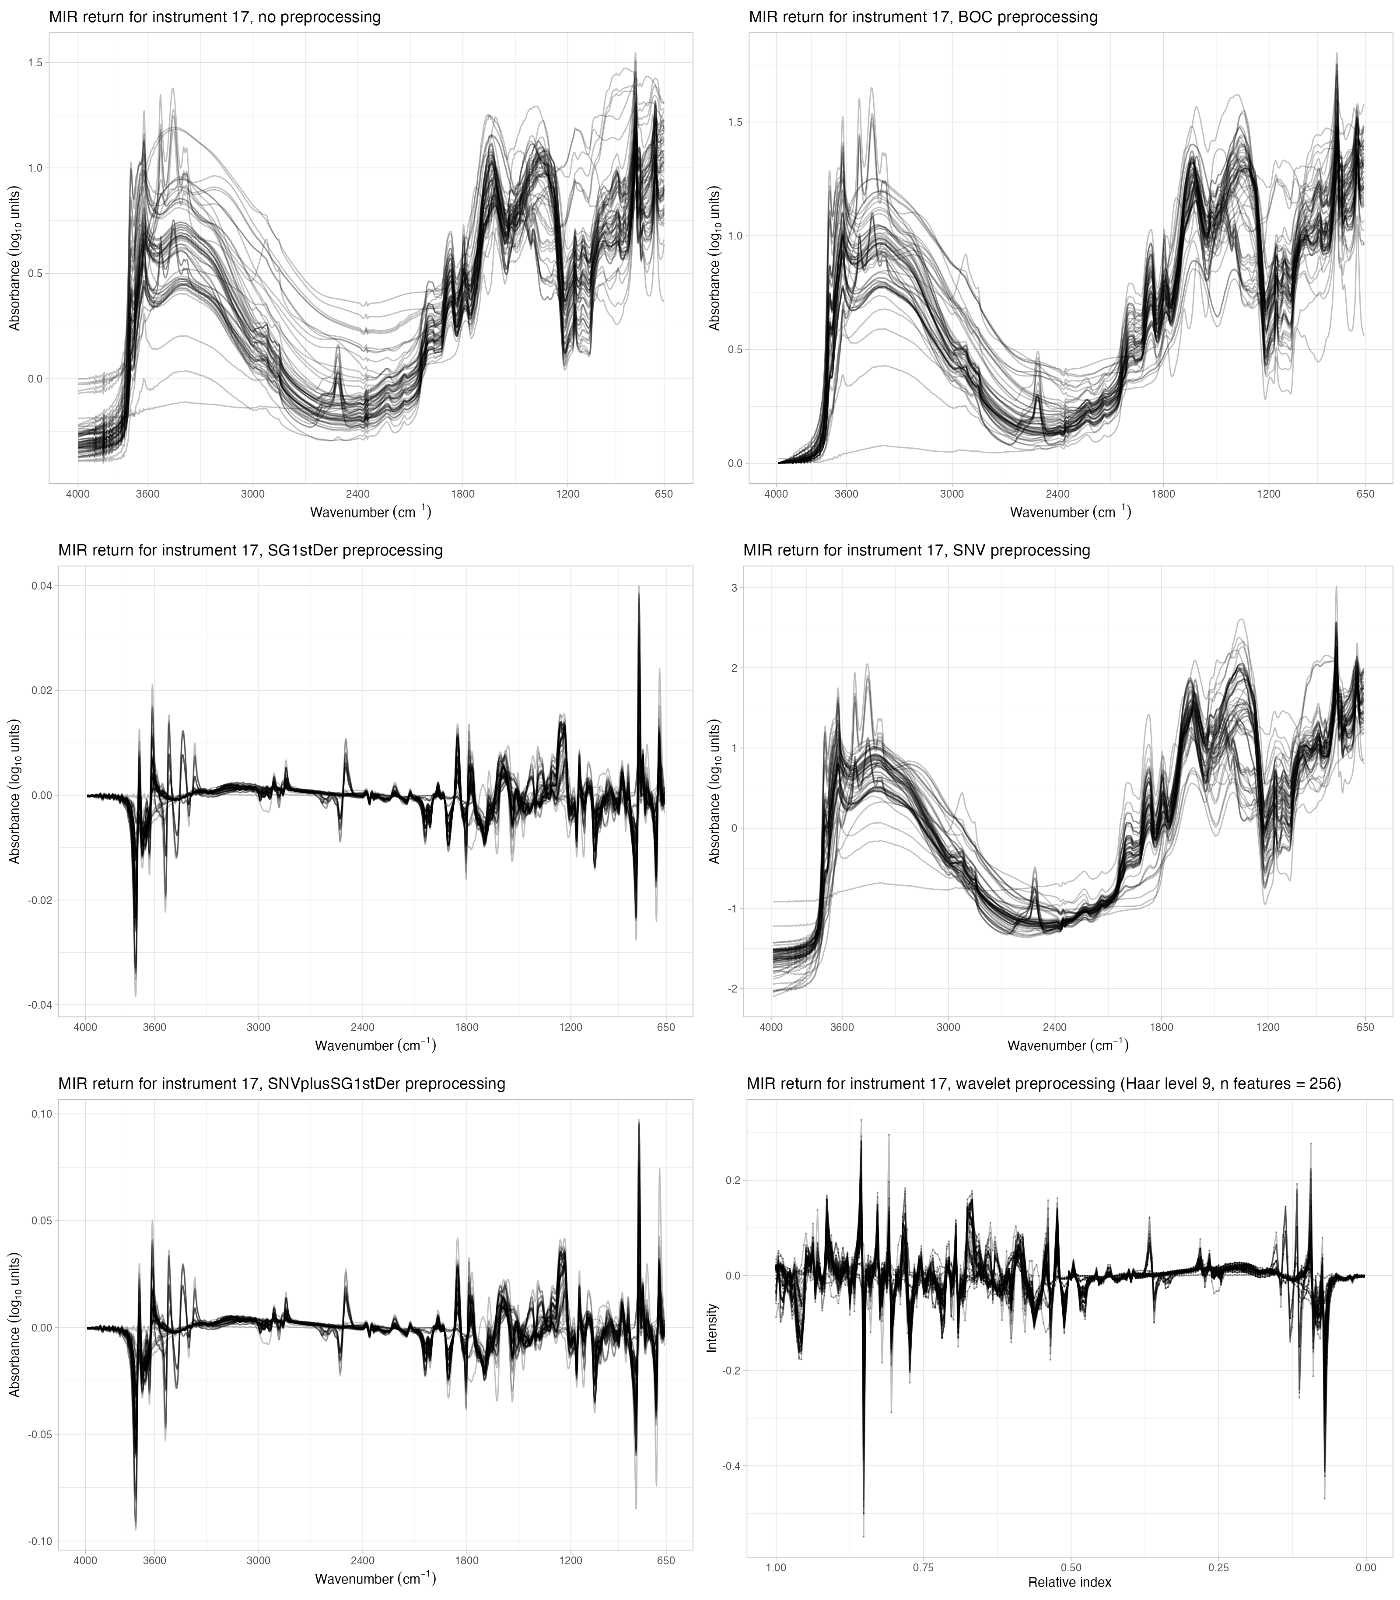 MIR return for instrument 17, no preprocessing
Absorbance (log₁₀ units)
1.5
1.0
0.5
0.0
4000 3600 3000 2400 1800 1200 650
Wavenumber (cm ⁻¹)
MIR return for instrument 17, BOC preprocessing
Absorbance (log₁₀ units)
1.5
1.0
0.5
0.0
4000 3600 3000 2400 1800 1200 650
Wavenumber (cm ⁻¹)
MIR return for instrument 17, SG1stDer preprocessing
Absorbance (log₁₀ units)
0.04
0.02
0.00
-0.02
-0.04
4000 3600 3000 2400 1800 1200 650
Wavenumber (cm⁻¹)
MIR return for instrument 17, SNV preprocessing
Absorbance (log₁₀ units)
3
2
1
0
-1
-2
4000 3600 3000 2400 1800 1200 650
Wavenumber (cm⁻¹)
MIR return for instrument 17, SNVplusSG1stDer preprocessing
Absorbance (log₁₀ units)
0.10
0.05
0.00
-0.05
-0.10
4000 3600 3000 2400 1800 1200 650
Wavenumber (cm⁻¹)
MIR return for instrument 17, wavelet preprocessing (Haar level 9, n features = 256)
Intensity
0.2
0.0
-0.2
-0.4
1.00 0.75 0.50 0.25 0.00
Relative index